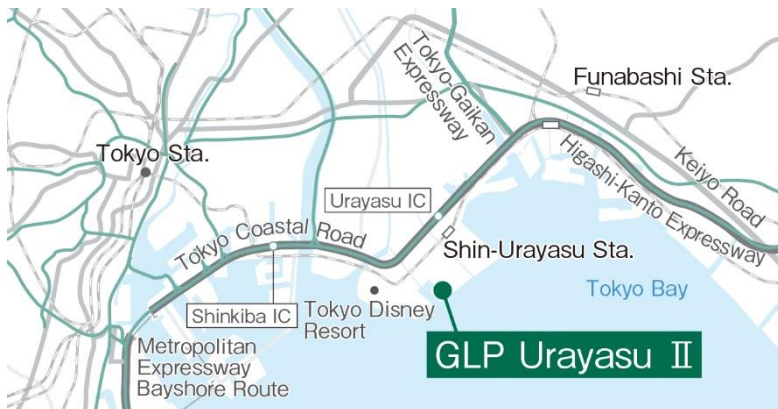 Tokyo-Gaikan
Expressway
Funabashi Sta.
Tokyo Sta.
Keiyo Road
Higashi-Kanto Expressway
Urayasu IC
Tokyo Coastal Road
Shin-Urayasu Sta.
Tokyo Bay
Shinkiba IC
Tokyo Disney
Resort
Metropolitan
Expressway
Bayshore Route
GLP Urayasu Ⅱ